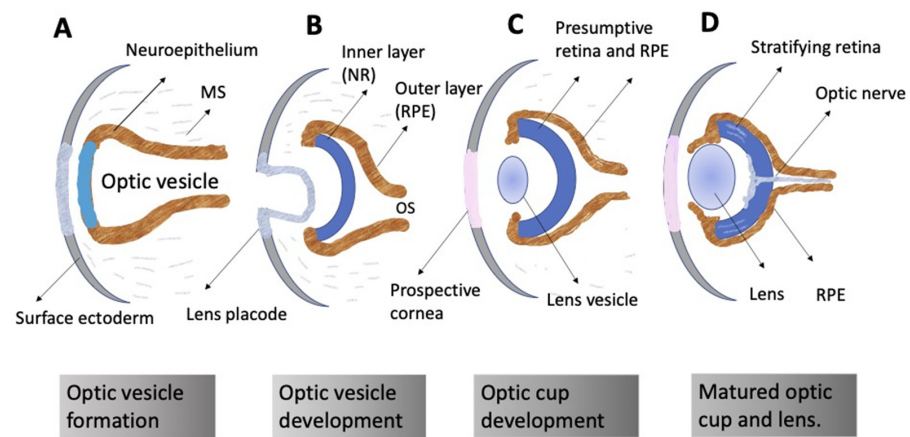 A
Neuroepithelium
MS
Optic vesicle
Surface ectoderm
B
Inner layer
(NR)
Outer layer
(RPE)
OS
Lens placode
C
Presumptive
retina and RPE
Prospective
cornea
Lens vesicle
D
Stratifying retina
Optic nerve
Lens
RPE
Optic vesicle
formation
Optic vesicle
development
Optic cup
development
Matured optic
cup and lens.